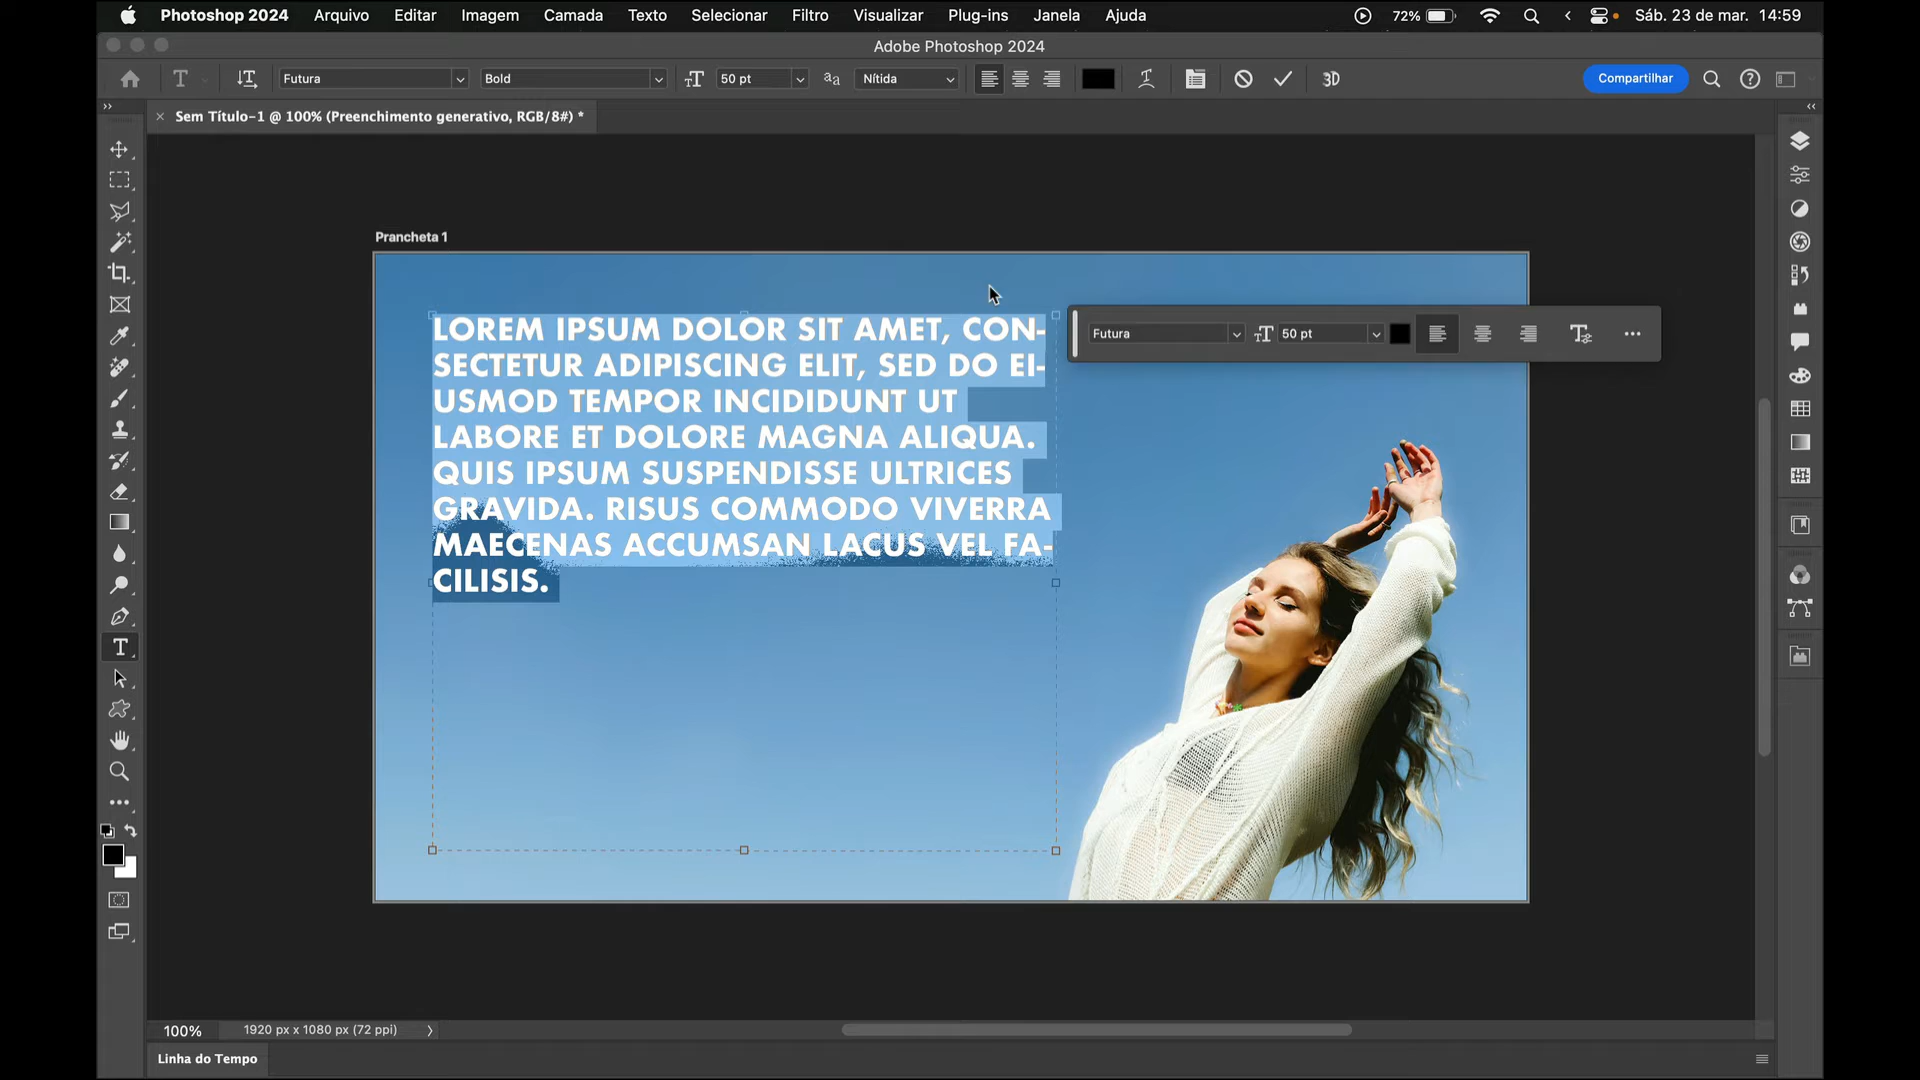 Photoshop 2024 Arquivo Editar Imagem Camada Texto Selecionar Filtro Visualizar Plug-ins Janela Ajuda 72% Sáb. 23 de mar. 14:59
Adobe Photoshop 2024
Futura Bold 50 pt Nítida 3D Compartilhar
Sem Título-1 @ 100% (Preenchimento generativo, RGB/8#) *
Prancheta 1
LOREM IPSUM DOLOR SIT AMET, CON-
SECTETUR ADIPISCING ELIT, SED DO EI-
USMOD TEMPOR INCIDIDUNT UT
LABORE ET DOLORE MAGNA ALIQUA.
QUIS IPSUM SUSPENDISSE ULTRICES
GRAVIDA. RISUS COMMODO VIVERRA
MAECENAS ACCUMSAN LACUS VEL FA-
CILISIS.
Futura 50 pt
100% 1920 px x 1080 px (72 ppi)
Linha do Tempo